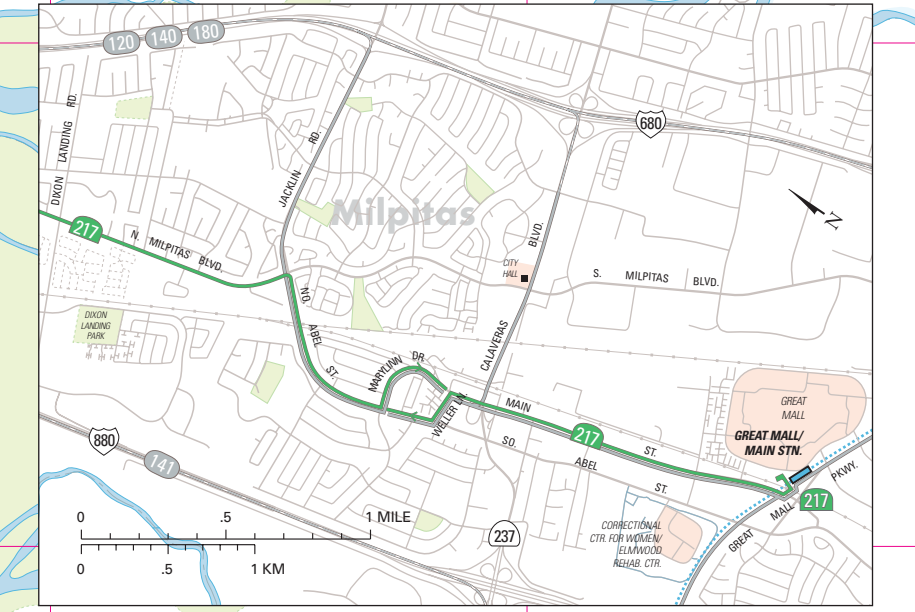 120
140
180
680
DIXON LANDING RD.
JACKLIN RD.
Milpitas
N
217
N. MILPITAS BLVD.
CITY
HALL
BLVD.
S. MILPITAS BLVD.
NO. ABEL ST.
DIXON
LANDING
PARK
MARYLINN DR.
CALAVERAS
WELLER LN.
MAIN ST.
217
GREAT
MALL
GREAT MALL/
MAIN STN.
SO. ABEL ST.
880
141
PKWY.
217
GREAT MALL
0 .5 1 MILE
0 .5 1 KM
237
CORRECTIONAL
CTR. FOR WOMEN/
ELMWOOD
REHAB. CTR.